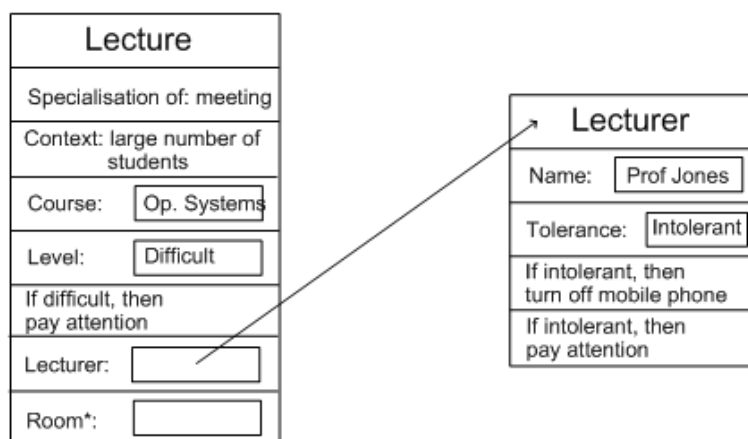 Lecture
Specialisation of: meeting
Context: large number of
students
Course: Op. Systems
Level: Difficult
If difficult, then
pay attention
Lecturer:
Room*:
Lecturer
Name: Prof Jones
Tolerance: Intolerant
If intolerant, then
turn off mobile phone
If intolerant, then
pay attention